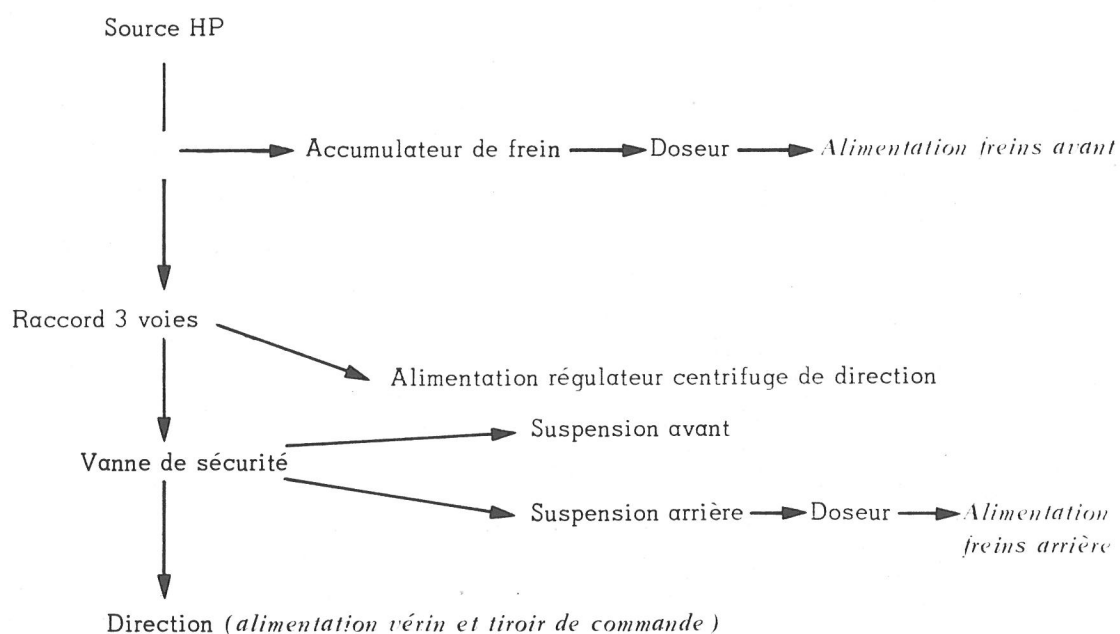 Source HP
Accumulateur de frein
Doseur
Alimentation freins avant
Raccord 3 voies
Alimentation régulateur centrifuge de direction
Suspension avant
Vanne de sécurité
Suspension arrière
Doseur
Alimentation
freins arrière
Direction (alimentation vérin et tiroir de commande)